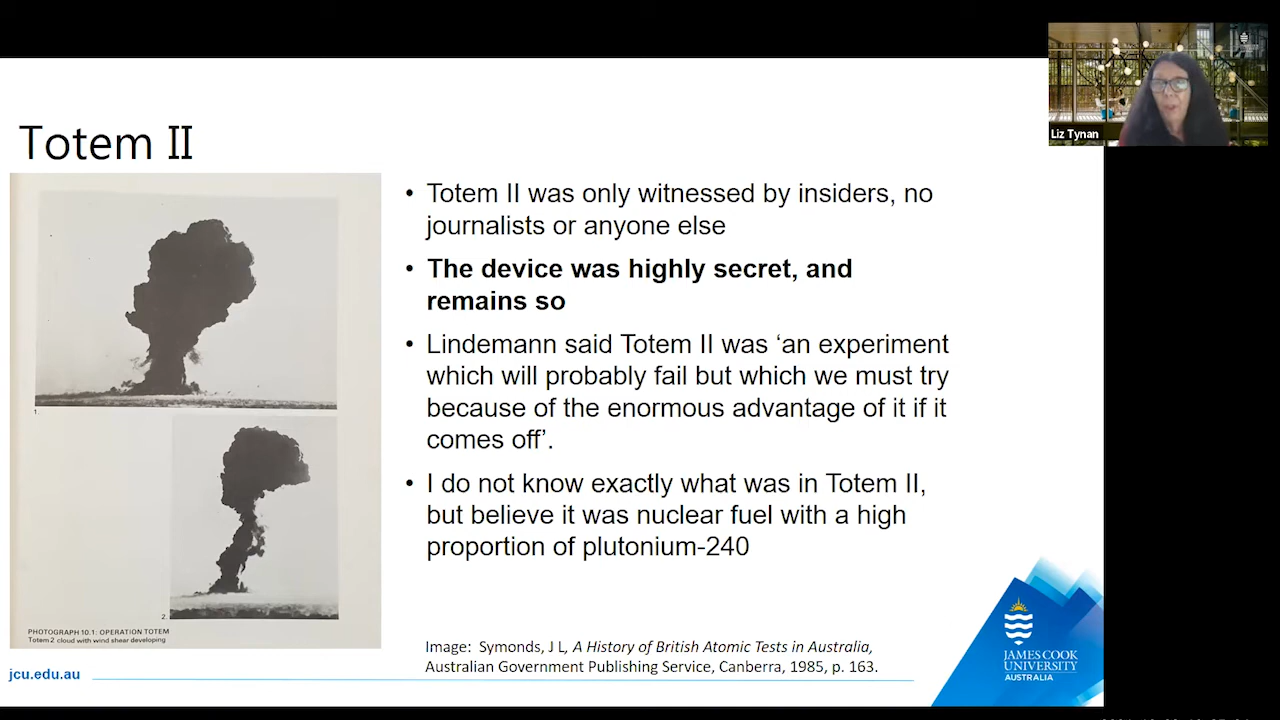 Liz Tynan
Totem II
• Totem II was only witnessed by insiders, no
journalists or anyone else
• The device was highly secret, and
remains so
• Lindemann said Totem II was ‘an experiment
which will probably fail but which we must try
because of the enormous advantage of it if it
comes off’.
• I do not know exactly what was in Totem II,
but believe it was nuclear fuel with a high
proportion of plutonium-240
1.
2.
PHOTOGRAPH 10.1: OPERATION TOTEM
Totem 2 cloud with wind shear developing
Image: Symonds, J L, A History of British Atomic Tests in Australia,
Australian Government Publishing Service, Canberra, 1985, p. 163.
jcu.edu.au
JAMES COOK
UNIVERSITY
AUSTRALIA